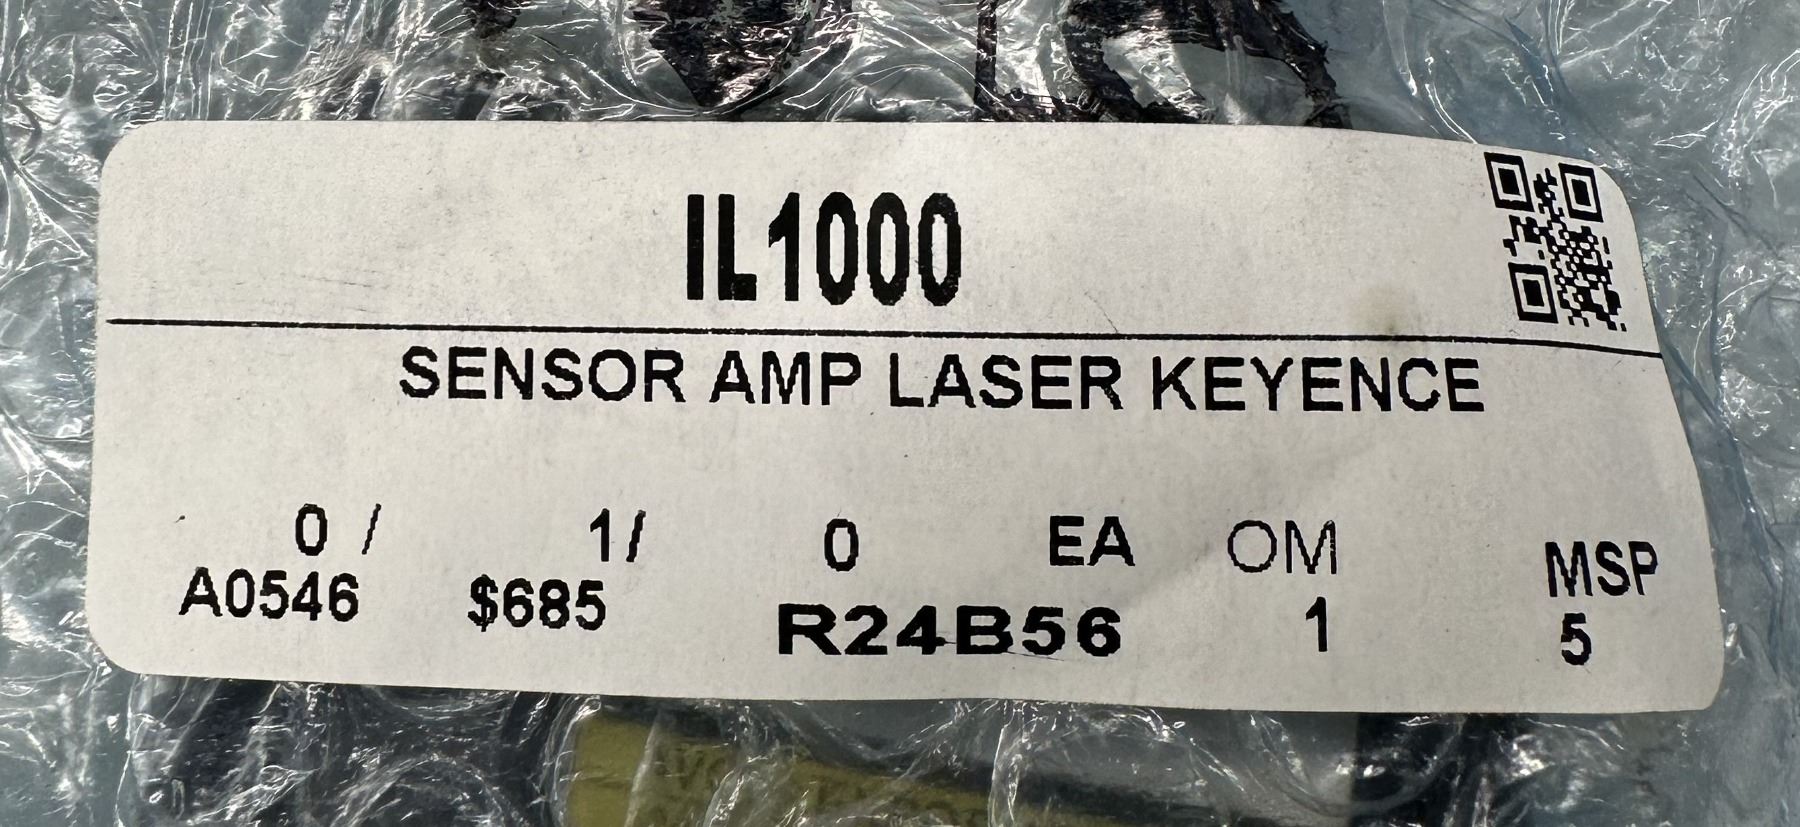 IL1000
SENSOR AMP LASER KEYENCE
0 / 1/ 0 EA OM MSP
A0546 $685 R24B56 1 5